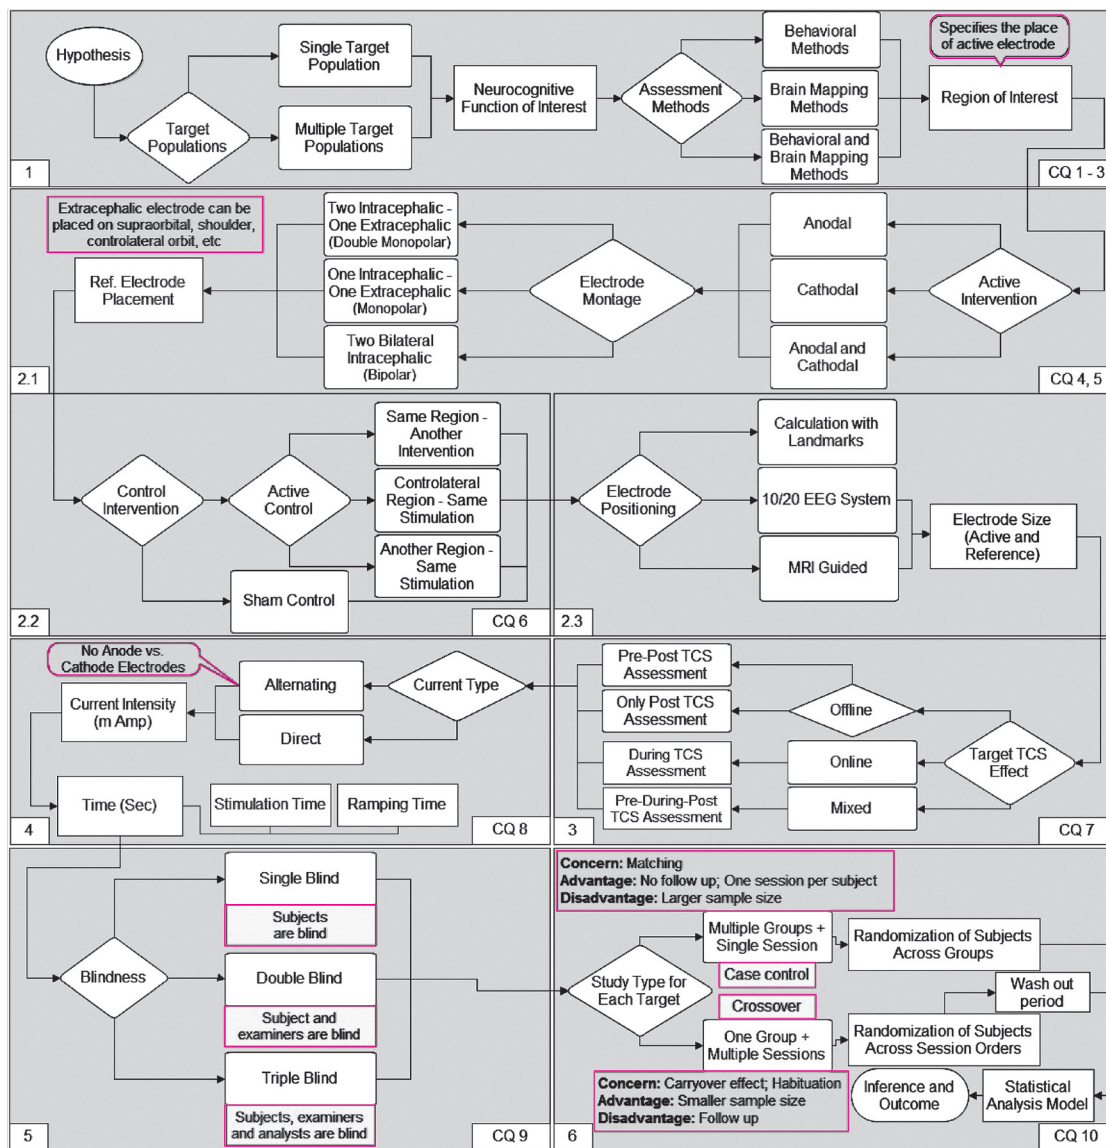 Hypothesis
Target
Populations
Single Target
Population
Multiple Target
Populations
Neurocognitive
Function of Interest
Assessment
Methods
Behavioral
Methods
Brain Mapping
Methods
Behavioral and
Brain Mapping
Methods
Specifies the place
of active electrode
Region of Interest
1
CQ 1 - 3
Extracephalic electrode can be
placed on supraorbital, shoulder,
controlateral orbit, etc
Ref. Electrode
Placement
Two Intracephalic -
One Extracephalic
(Double Monopolar)
One Intracephalic -
One Extracephalic
(Monopolar)
Two Bilateral
Intracephalic
(Bipolar)
Electrode
Montage
Anodal
Cathodal
Anodal and
Cathodal
Active
Intervention
2.1
CQ 4, 5
Control
Intervention
Active
Control
Same Region -
Another
Intervention
Controlateral
Region - Same
Stimulation
Another Region -
Same
Stimulation
Sham Control
2.2
CQ 6
Electrode
Positioning
Calculation with
Landmarks
10/20 EEG System
MRI Guided
Electrode Size
(Active and
Reference)
2.3
No Anode vs.
Cathode Electrodes
Current Intensity
(m Amp)
Alternating
Direct
Current Type
Time (Sec)
Stimulation Time
Ramping Time
4
CQ 8
Pre-Post TCS
Assessment
Only Post TCS
Assessment
During TCS
Assessment
Pre-During-Post
TCS Assessment
Offline
Online
Mixed
Target TCS
Effect
3
CQ 7
Blindness
Single Blind
Subjects
are blind
Double Blind
Subject and
examiners are blind
Triple Blind
Subjects, examiners
and analysts are blind
5
CQ 9
Concern: Matching
Advantage: No follow up; One session per subject
Disadvantage: Larger sample size
Study Type for
Each Target
Multiple Groups +
Single Session
Case control
Crossover
One Group +
Multiple Sessions
Randomization of Subjects
Across Groups
Wash out
period
Randomization of Subjects
Across Session Orders
Concern: Carryover effect; Habituation
Advantage: Smaller sample size
Disadvantage: Follow up
Inference and
Outcome
Statistical
Analysis Model
6
CQ 10